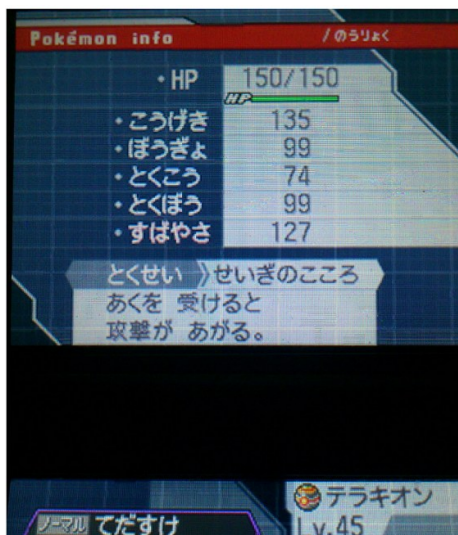 Pokémon info /のうりょく
・HP 150/150
HP
・こうげき 135
・ぼうぎょ 99
・とくこう 74
・とくぼう 99
・すばやさ 127
とくせい 》せいぎのこころ
あくを 受けると
攻撃が あがる。
テラキオン
ノーマル てだすけ Lv.45